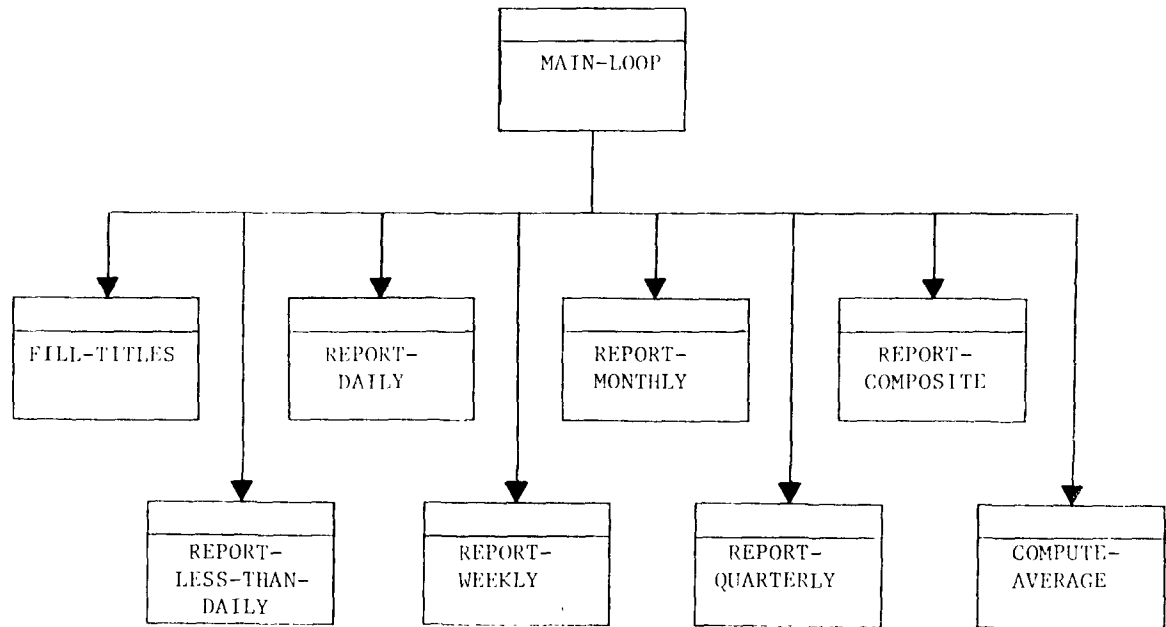 MAIN-LOOP
FILL-TITLES
REPORT-
DAILY
REPORT-
MONTHLY
REPORT-
COMPOSITE
REPORT-
LESS-THAN-
DAILY
REPORT-
WEEKLY
REPORT-
QUARTERLY
COMPUTE-
AVERAGE